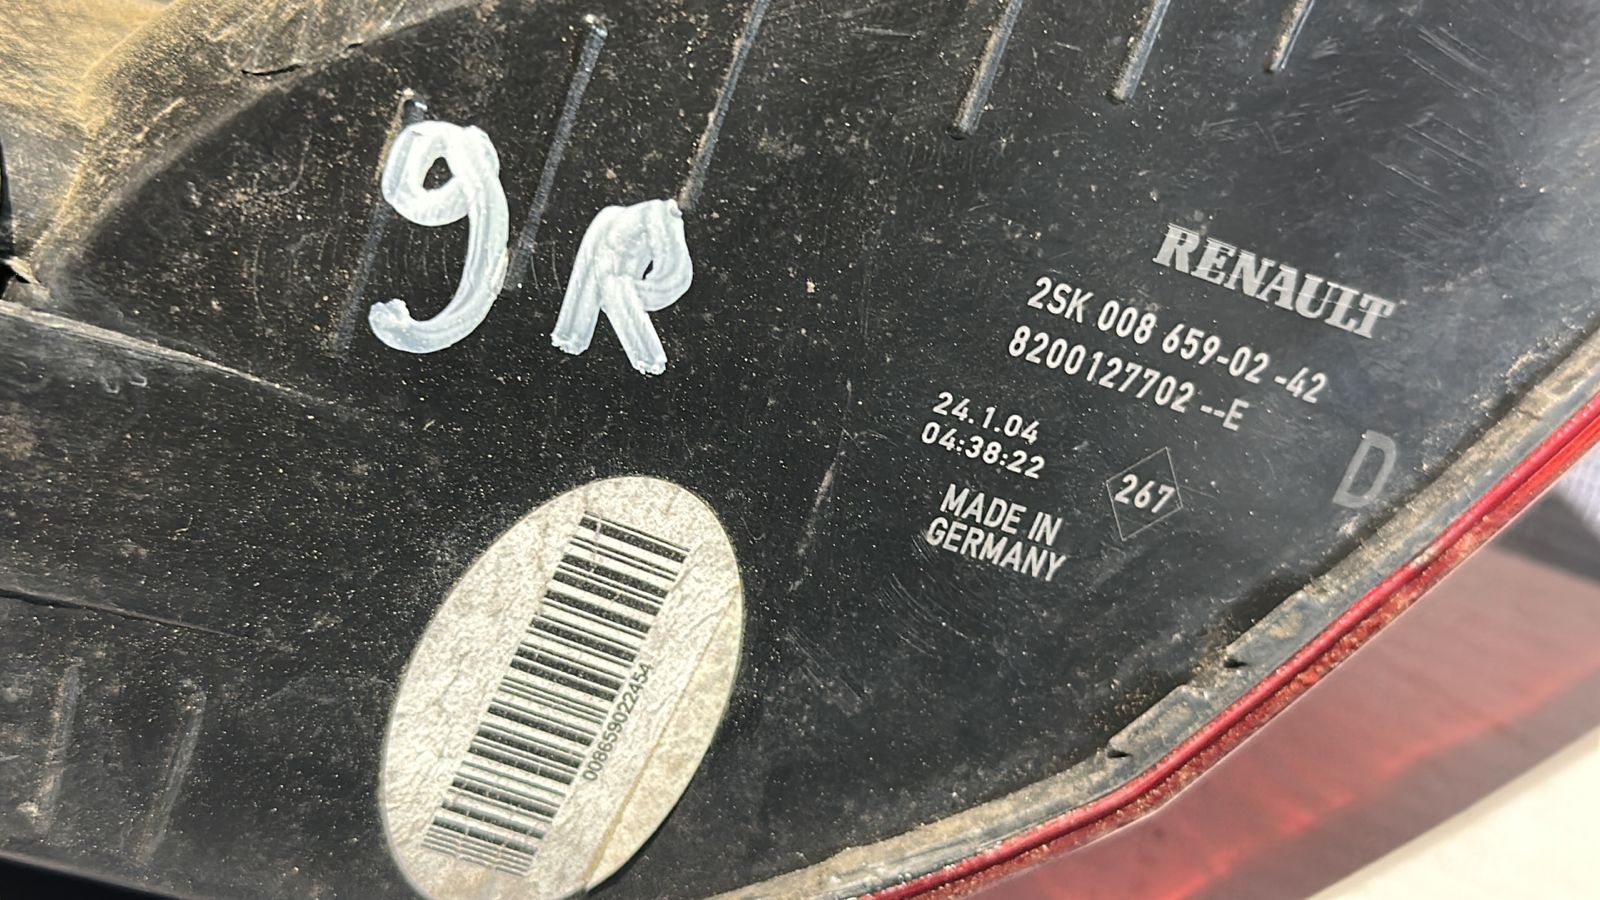 9R
RENAULT
2SK 008 659-02 -42
8200127702 --E
24.1.04
04:38:22
267
D
MADE IN
GERMANY
008659022454